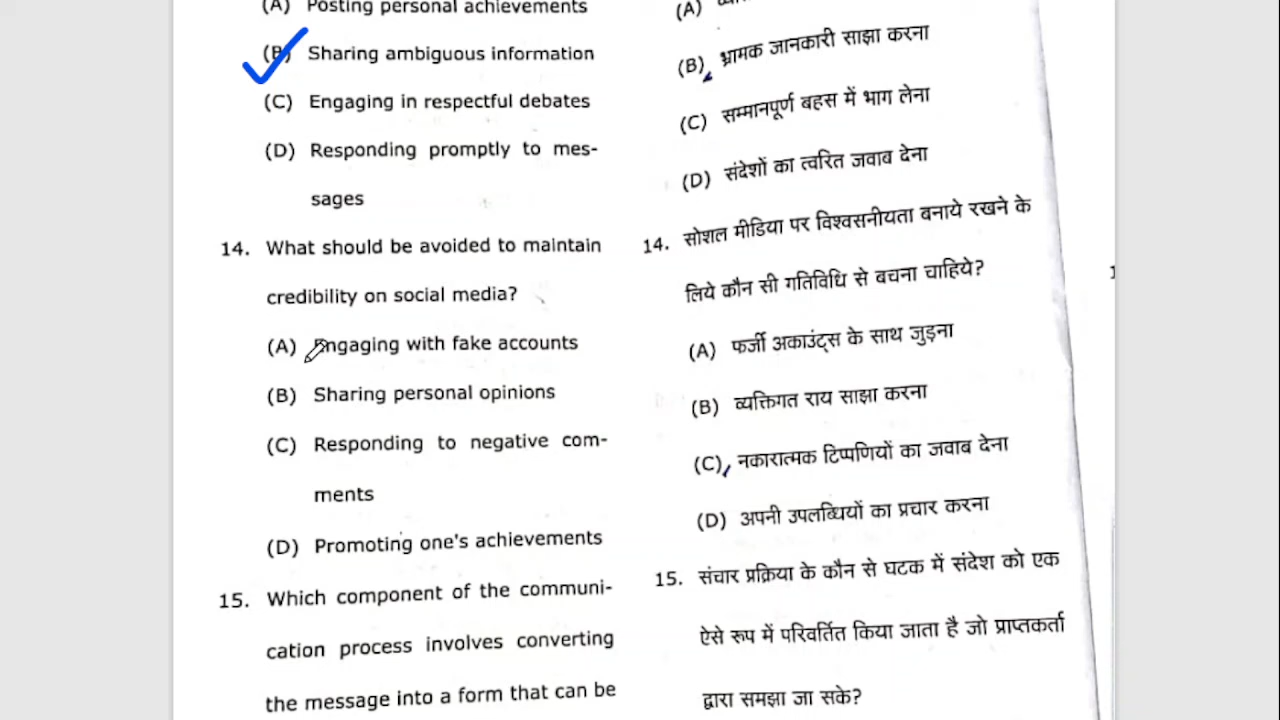 (A) Posting personal achievements
(B) Sharing ambiguous information
(C) Engaging in respectful debates
(D) Responding promptly to mes-
sages
14. What should be avoided to maintain
credibility on social media?
(A) Engaging with fake accounts
(B) Sharing personal opinions
(C) Responding to negative com-
ments
(D) Promoting one's achievements
15. Which component of the communi-
cation process involves converting
the message into a form that can be
(A)
(B) भ्रामक जानकारी साझा करना
(C) सम्मानपूर्ण बहस में भाग लेना
(D) संदेशों का त्वरित जवाब देना
14. सोशल मीडिया पर विश्वसनीयता बनाये रखने के
लिये कौन सी गतिविधि से बचना चाहिये?
(A) फर्जी अकाउंट्स के साथ जुड़ना
(B) व्यक्तिगत राय साझा करना
(C) नकारात्मक टिप्पणियों का जवाब देना
(D) अपनी उपलब्धियों का प्रचार करना
15. संचार प्रक्रिया के कौन से घटक में संदेश को एक
ऐसे रूप में परिवर्तित किया जाता है जो प्राप्तकर्ता
द्वारा समझा जा सके?